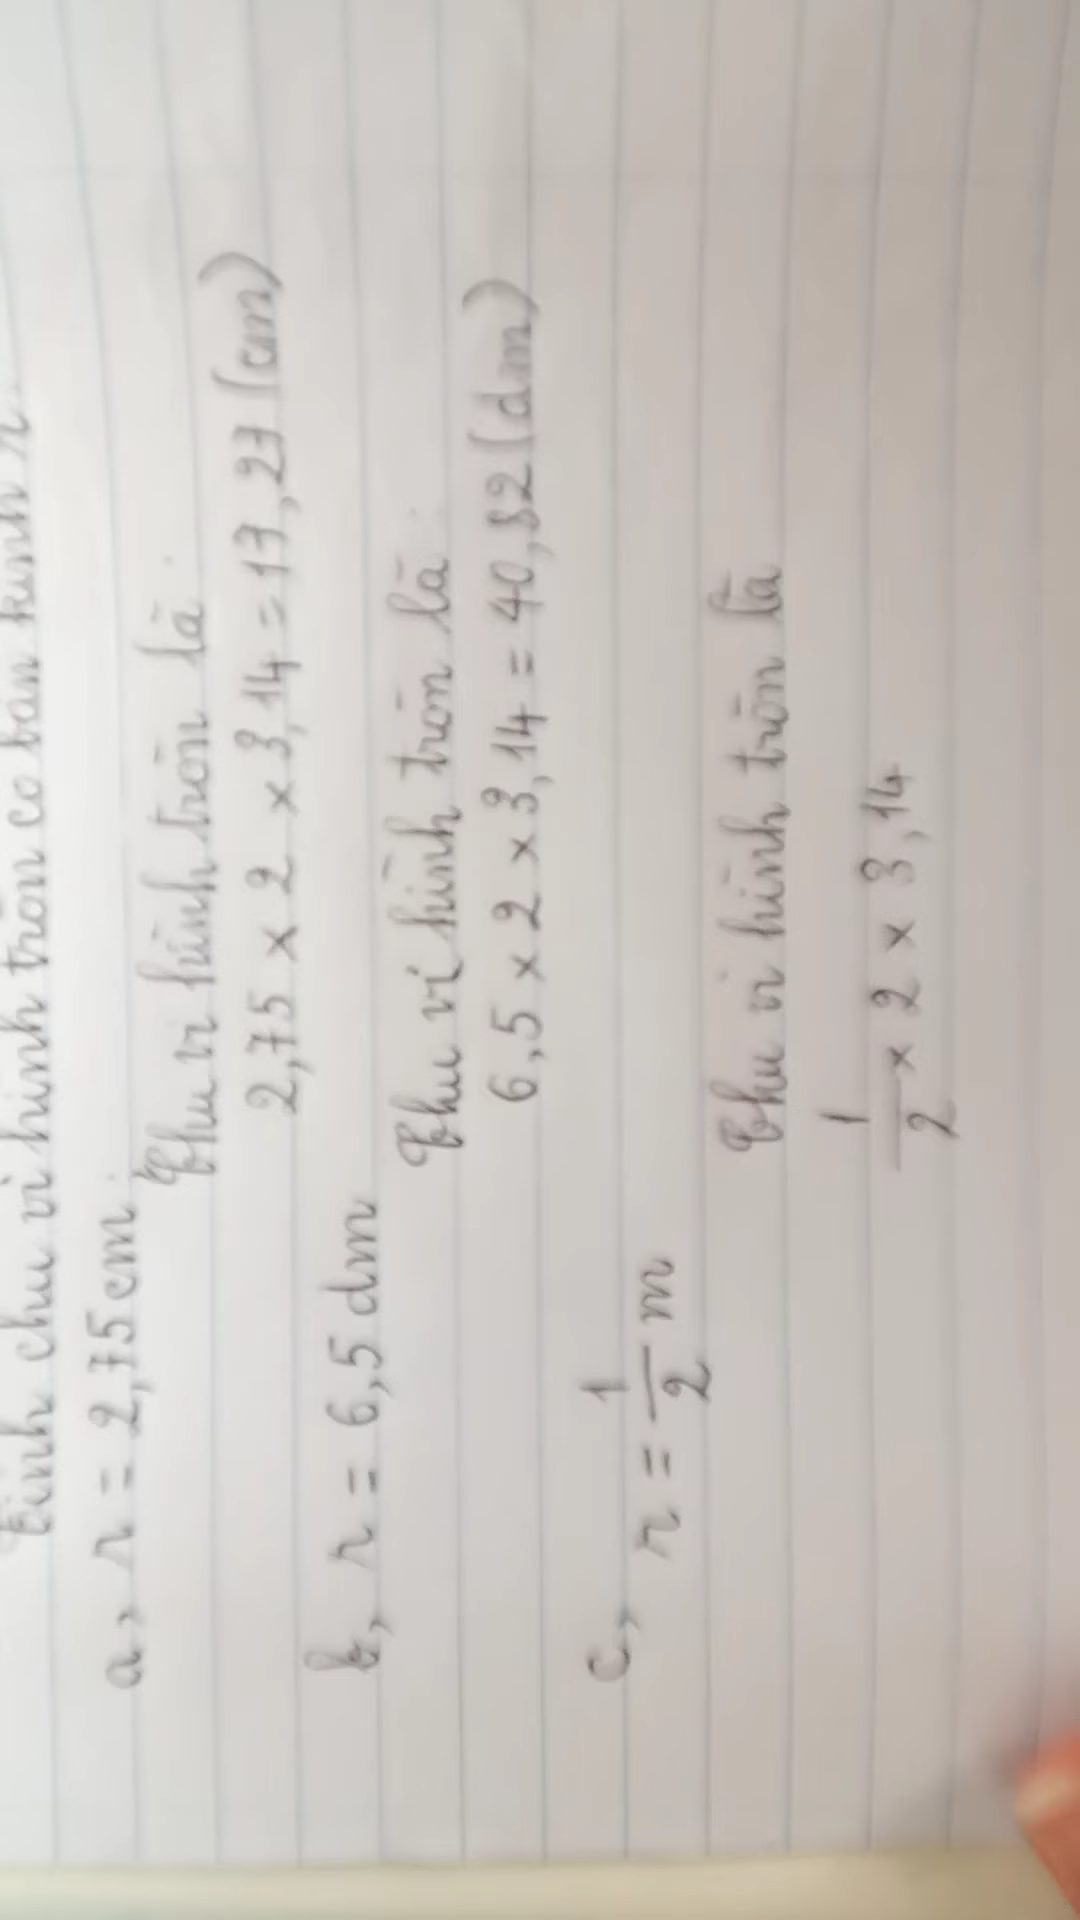 Tính chu vi hình tròn có bán kính r.
a, r = 2,75 cm.
Chu vi hình tròn là:
2,75 x 2 x 3,14 = 17,27 (cm)
b, r = 6,5 dm
Chu vi hình tròn là:
6,5 x 2 x 3,14 = 40,82 (dm)
c, r = 1/2 m
Chu vi hình tròn là
1/2 x 2 x 3,14